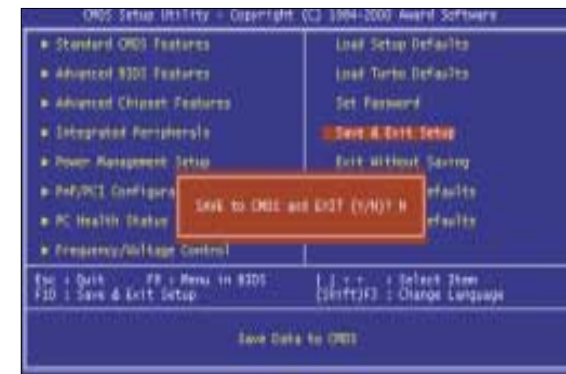 CMOS Setup Utility - Copyright (C) 1984-2000 Award Software
Standard CMOS Features
Advanced BIOS Features
Advanced Chipset Features
Integrated Peripherals
Power Management Setup
PnP/PCI Configura
PC Health Status
Frequency/Voltage Control
Load Setup Defaults
Load Turbo Defaults
Set Password
Save & Exit Setup
Exit Without Saving
efaults
efaults
SAVE to CMOS and EXIT (Y/N)? N
Esc : Quit F8 : Menu in BIOS
F10 : Save & Exit Setup
: Select Item
(Shift)F2 : Change Language
Save Data to CMOS